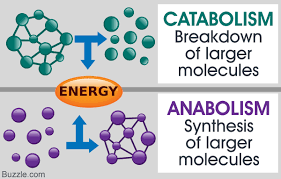 CATABOLISM
Breakdown
of larger
molecules
ENERGY
ANABOLISM
Synthesis
of larger
molecules
Buzzle.com